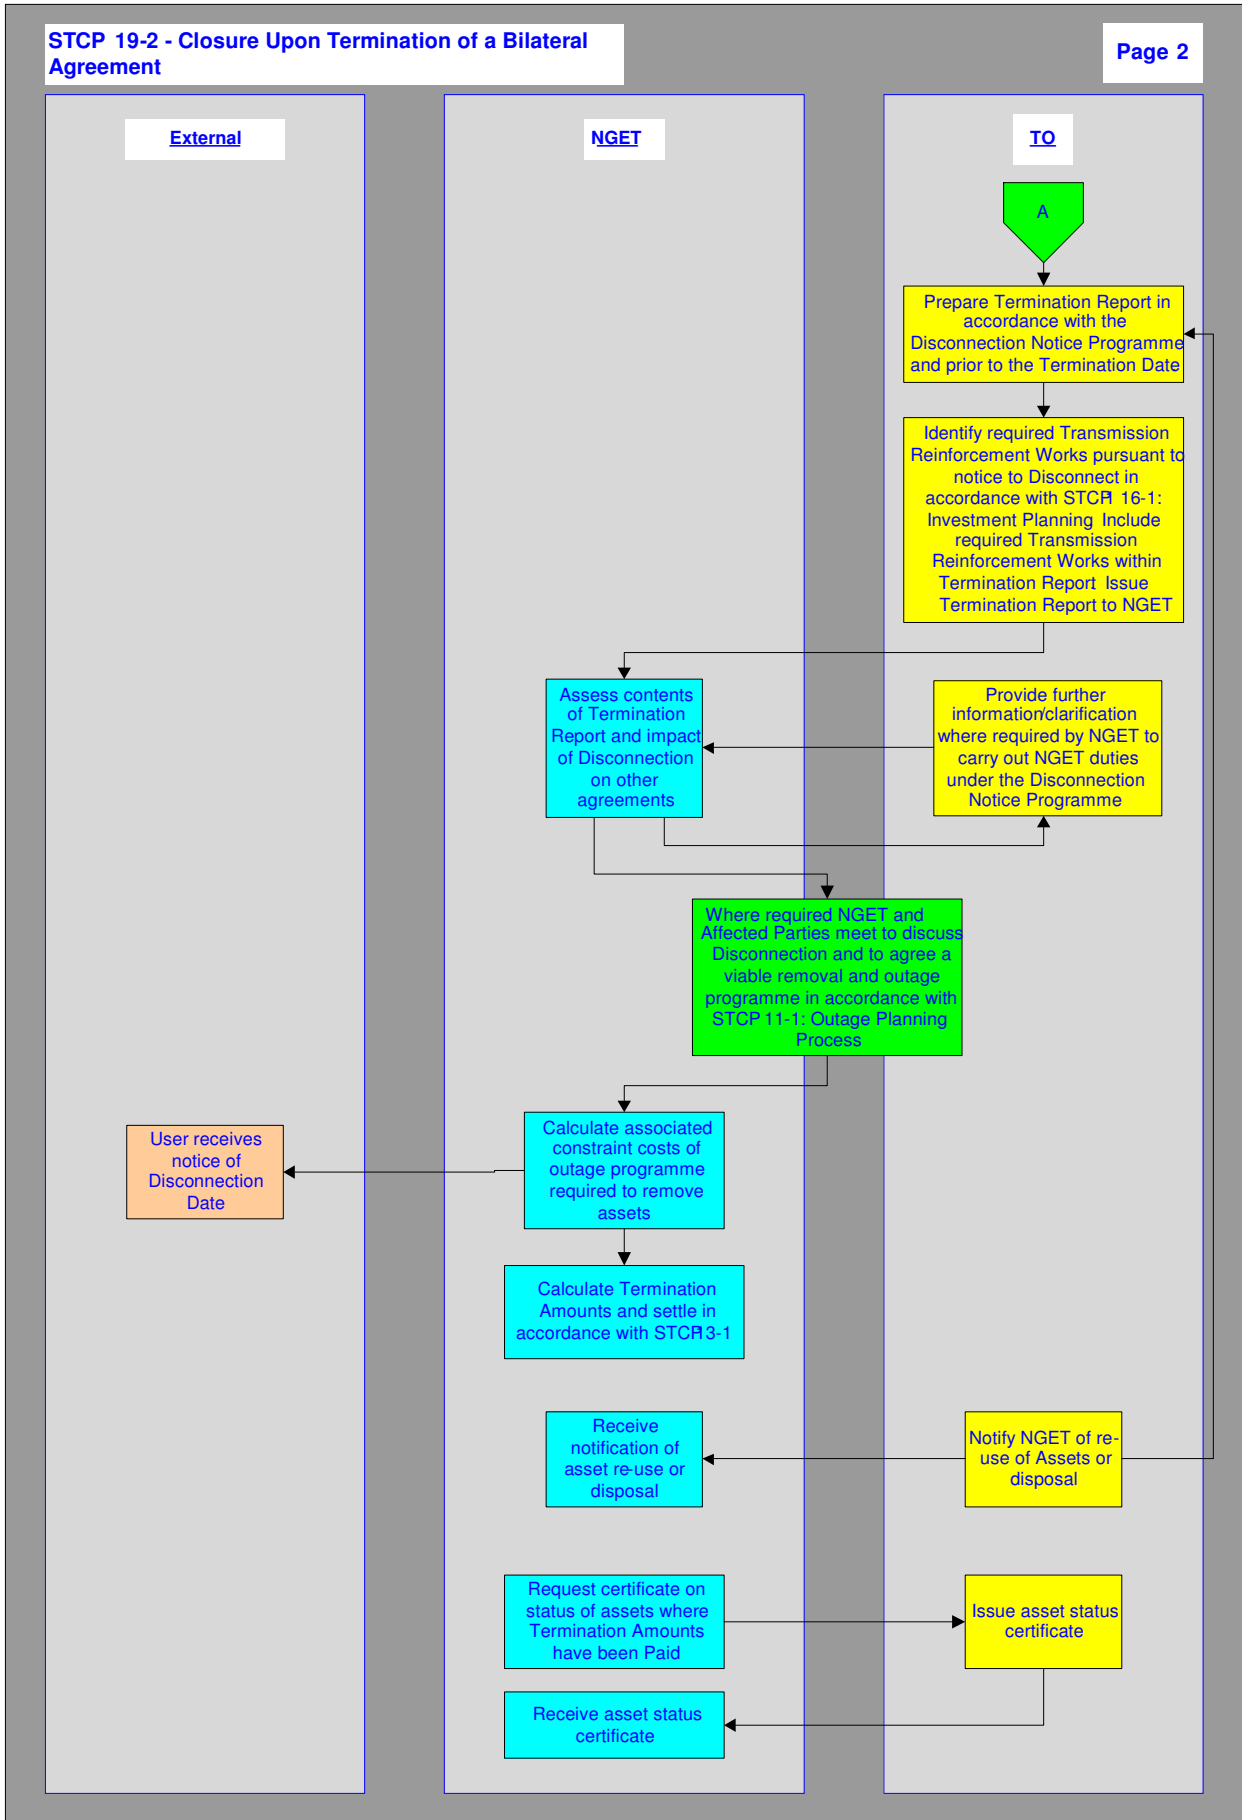 STCP 19-2 - Closure Upon Termination of a Bilateral
Agreement
Page 2
External
NGET
TO
A
Prepare Termination Report in
accordance with the
Disconnection Notice Programme
and prior to the Termination Date
Identify required Transmission
Reinforcement Works pursuant to
notice to Disconnect in
accordance with STCP 16-1:
Investment Planning Include
required Transmission
Reinforcement Works within
Termination Report Issue
Termination Report to NGET
Assess contents
of Termination
Report and impact
of Disconnection
on other
agreements
Provide further
information/clarification
where required by NGET to
carry out NGET duties
under the Disconnection
Notice Programme
Where required NGET and
Affected Parties meet to discuss
Disconnection and to agree a
viable removal and outage
programme in accordance with
STCP 11-1: Outage Planning
Process
User receives
notice of
Disconnection
Date
Calculate associated
constraint costs of
outage programme
required to remove
assets
Calculate Termination
Amounts and settle in
accordance with STCP13-1
Receive
notification of
asset re-use or
disposal
Notify NGET of re-
use of Assets or
disposal
Request certificate on
status of assets where
Termination Amounts
have been Paid
Issue asset status
certificate
Receive asset status
certificate